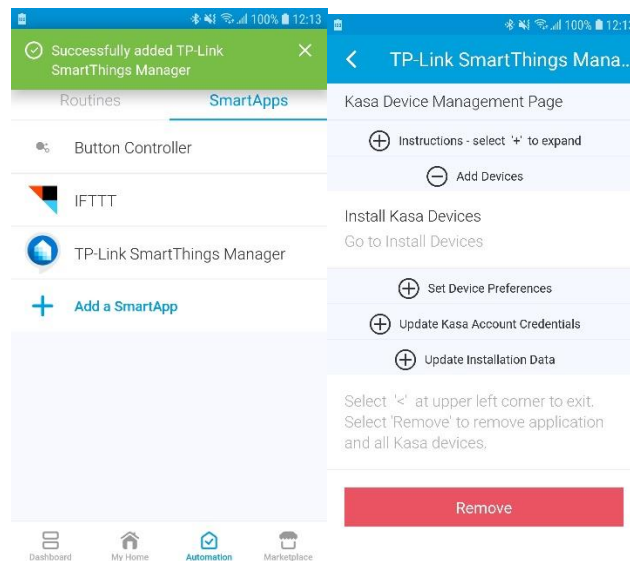 100% 12:13
Successfully added TP-Link
SmartThings Manager
Routines
SmartApps
Button Controller
IFTTT
TP-Link SmartThings Manager
Add a SmartApp
Dashboard
My Home
Automation
Marketplace
100% 12:13
TP-Link SmartThings Mana..
Kasa Device Management Page
Instructions - select '+' to expand
Add Devices
Install Kasa Devices
Go to Install Devices
Set Device Preferences
Update Kasa Account Credentials
Update Installation Data
Select '<' at upper left corner to exit.
Select 'Remove' to remove application
and all Kasa devices.
Remove